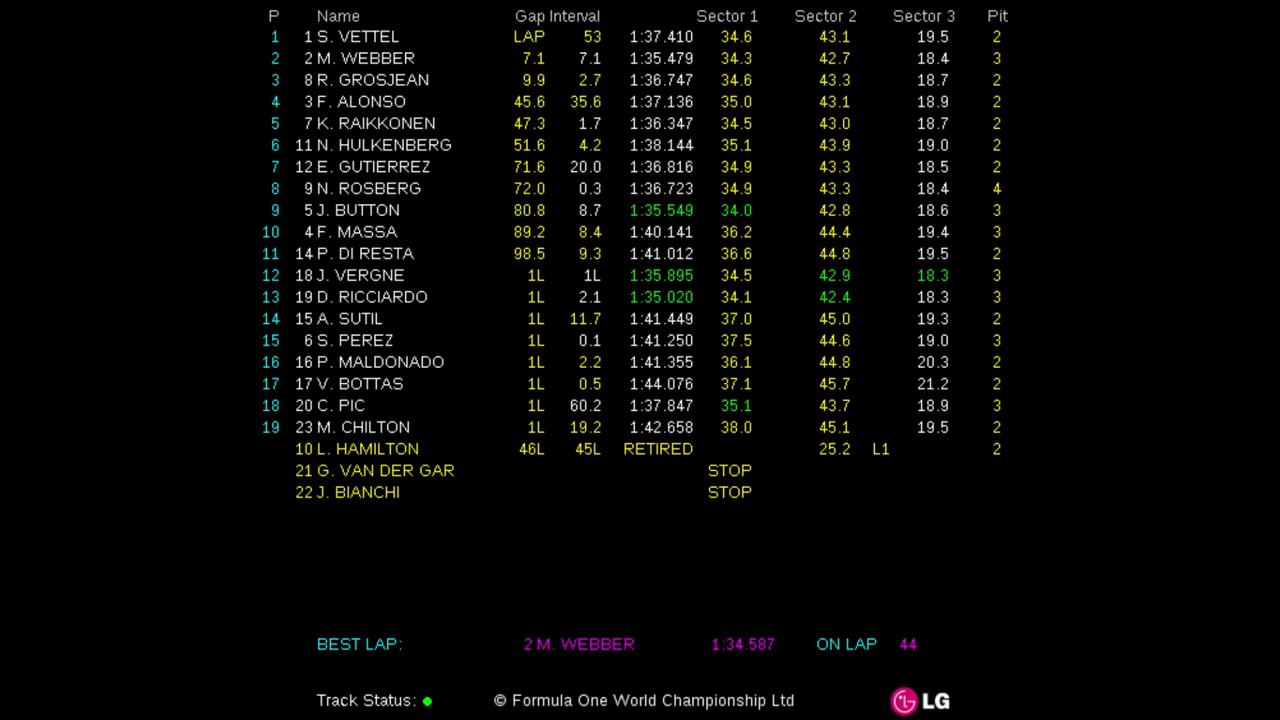 P Name Gap Interval Sector 1 Sector 2 Sector 3 Pit
1 1 S. VETTEL LAP 53 1:37.410 34.6 43.1 19.5 2
2 2 M. WEBBER 7.1 7.1 1:35.479 34.3 42.7 18.4 3
3 8 R. GROSJEAN 9.9 2.7 1:36.747 34.6 43.3 18.7 2
4 3 F. ALONSO 45.6 35.6 1:37.136 35.0 43.1 18.9 2
5 7 K. RAIKKONEN 47.3 1.7 1:36.347 34.5 43.0 18.7 2
6 11 N. HULKENBERG 51.6 4.2 1:38.144 35.1 43.9 19.0 2
7 12 E. GUTIERREZ 71.6 20.0 1:36.816 34.9 43.3 18.5 2
8 9 N. ROSBERG 72.0 0.3 1:36.723 34.9 43.3 18.4 4
9 5 J. BUTTON 80.8 8.7 1:35.549 34.0 42.8 18.6 3
10 4 F. MASSA 89.2 8.4 1:40.141 36.2 44.4 19.4 3
11 14 P. DI RESTA 98.5 9.3 1:41.012 36.6 44.8 19.5 2
12 18 J. VERGNE 1L 1L 1:35.895 34.5 42.9 18.3 3
13 19 D. RICCIARDO 1L 2.1 1:35.020 34.1 42.4 18.3 3
14 15 A. SUTIL 1L 11.7 1:41.449 37.0 45.0 19.3 2
15 6 S. PEREZ 1L 0.1 1:41.250 37.5 44.6 19.0 3
16 16 P. MALDONADO 1L 2.2 1:41.355 36.1 44.8 20.3 2
17 17 V. BOTTAS 1L 0.5 1:44.076 37.1 45.7 21.2 2
18 20 C. PIC 1L 60.2 1:37.847 35.1 43.7 18.9 3
19 23 M. CHILTON 1L 19.2 1:42.658 38.0 45.1 19.5 2
10 L. HAMILTON 46L 45L RETIRED 25.2 L1 2
21 G. VAN DER GAR STOP
22 J. BIANCHI STOP
BEST LAP: 2 M. WEBBER 1:34.587 ON LAP 44
Track Status: © Formula One World Championship Ltd LG